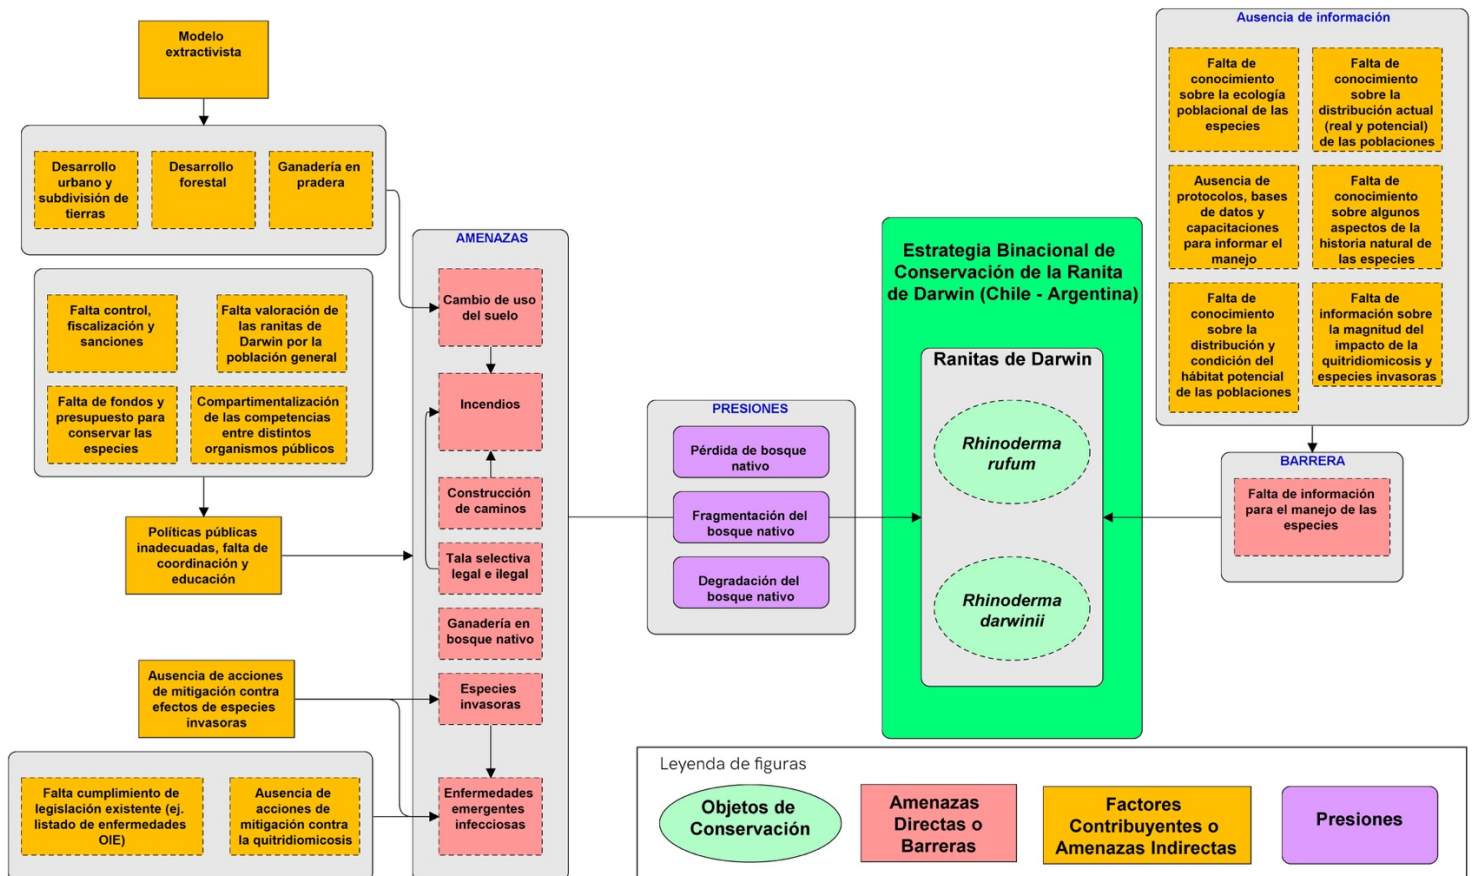 Modelo
extractivista
Desarrollo
urbano y
subdivisión de
tierras
Desarrollo
forestal
Ganadería en
pradera
Falta control,
fiscalización y
sanciones
Falta valoración de
las ranitas de
Darwin por la
población general
Falta de fondos y
presupuesto para
conservar las
especies
Compartimentalización
de las competencias
entre distintos
organismos públicos
Políticas públicas
inadecuadas, falta de
coordinación y
educación
Ausencia de acciones
de mitigación contra
efectos de especies
invasoras
Falta cumplimiento de
legislación existente (ej.
listado de enfermedades
OIE)
Ausencia de
acciones de
mitigación contra
la quitridiomicosis
AMENAZAS
Cambio de uso
del suelo
Incendios
Construcción
de caminos
Tala selectiva
legal e ilegal
Ganadería en
bosque nativo
Especies
invasoras
Enfermedades
emergentes
infecciosas
PRESIONES
Pérdida de bosque
nativo
Fragmentación del
bosque nativo
Degradación del
bosque nativo
Estrategia Binacional de
Conservación de la Ranita
de Darwin (Chile - Argentina)
Ranitas de Darwin
Rhinoderma
rufum
Rhinoderma
darwinii
Ausencia de información
Falta de
conocimiento
sobre la ecología
poblacional de las
especies
Falta de
conocimiento
sobre la
distribución actual
(real y potencial)
de las poblaciones
Ausencia de
protocolos, bases
de datos y
capacitaciones
para informar el
manejo
Falta de
conocimiento
sobre algunos
aspectos de la
historia natural de
las especies
Falta de
conocimiento
sobre la
distribución y
condición del
hábitat potencial
de las poblaciones
Falta de
información sobre
la magnitud del
impacto de la
quitridiomicosis y
especies invasoras
BARRERA
Falta de información
para el manejo de las
especies
Leyenda de figuras
Objetos de
Conservación
Amenazas
Directas o
Barreras
Factores
Contribuyentes o
Amenazas Indirectas
Presiones